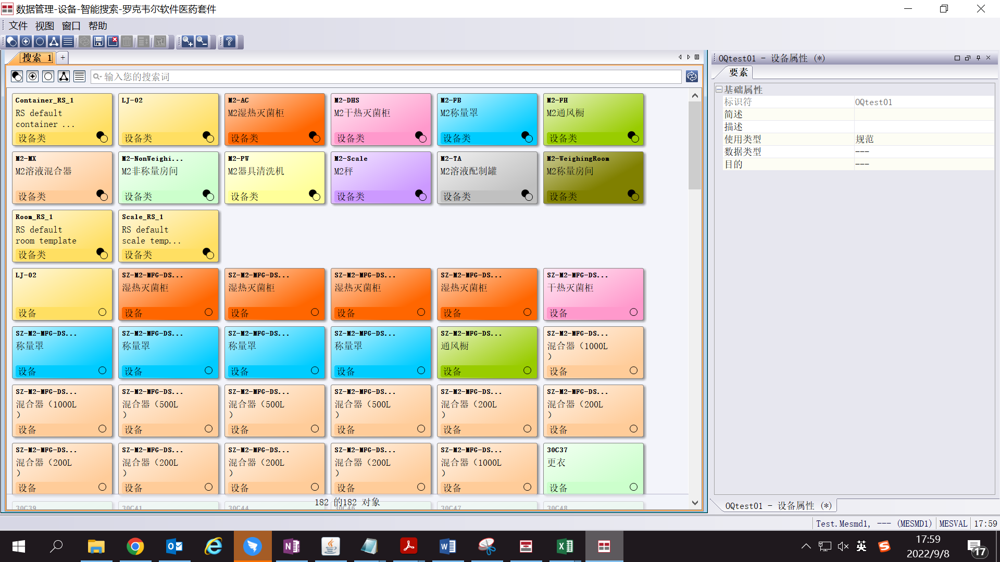 数据管理-设备-智能搜索-罗克韦尔软件医药套件
文件 视图 窗口 帮助
搜索 1
+
输入您的搜索词
Container_RS_1
RS default
container ...
设备类
LJ-02
设备类
M2-AC
M2湿热灭菌柜
设备类
M2-DHS
M2干热灭菌柜
设备类
M2-FB
M2称量罩
设备类
M2-FH
M2通风橱
设备类
M2-MX
M2溶液混合器
设备类
M2-NonWeighi...
M2非称量房间
设备类
M2-PW
M2器具清洗机
设备类
M2-Scale
M2秤
设备类
M2-TA
M2溶液配制罐
设备类
M2-WeighingRoom
M2称量房间
设备类
Room_RS_1
RS default
room template
设备类
Scale_RS_1
RS default
scale temp...
设备类
LJ-02
设备
SZ-M2-MFG-DS...
湿热灭菌柜
设备
SZ-M2-MFG-DS...
湿热灭菌柜
设备
SZ-M2-MFG-DS...
湿热灭菌柜
设备
SZ-M2-MFG-DS...
湿热灭菌柜
设备
SZ-M2-MFG-DS...
干热灭菌柜
设备
SZ-M2-MFG-DS...
称量罩
设备
SZ-M2-MFG-DS...
称量罩
设备
SZ-M2-MFG-DS...
称量罩
设备
SZ-M2-MFG-DS...
称量罩
设备
SZ-M2-MFG-DS...
通风橱
设备
SZ-M2-MFG-DS...
混合器（1000L
）
设备
SZ-M2-MFG-DS...
混合器（1000L
）
设备
SZ-M2-MFG-DS...
混合器（500L
）
设备
SZ-M2-MFG-DS...
混合器（500L
）
设备
SZ-M2-MFG-DS...
混合器（500L
）
设备
SZ-M2-MFG-DS...
混合器（200L
）
设备
SZ-M2-MFG-DS...
混合器（200L
）
设备
SZ-M2-MFG-DS...
混合器（200L
）
设备
SZ-M2-MFG-DS...
混合器（200L
）
设备
SZ-M2-MFG-DS...
混合器（200L
）
设备
SZ-M2-MFG-DS...
混合器（200L
）
设备
SZ-M2-MFG-DS...
混合器（1000L
）
设备
30C37
更衣
设备
30C39
30C41
30C44
30C46
30C47
30C48
182 的182 对象
OQtest01 - 设备属性 (*)
要素
基础属性
标识符 OQtest01
简述
描述
使用类型 规范
数据类型 ---
目的 ---
OQtest01 - 设备属性 (*)
Test.Mesmd1, --- (MESMD1) MESVAL 17:59
英
17:59
2022/9/8
17